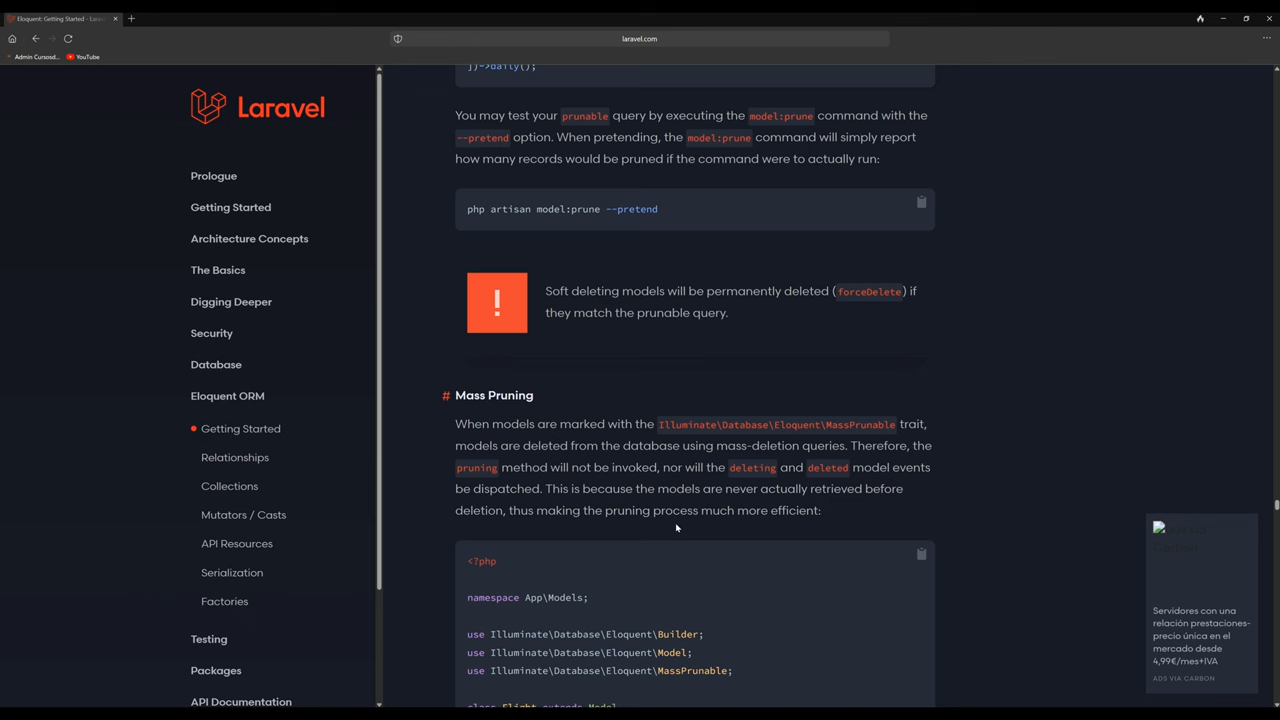 Eloquent: Getting Started - Larav
laravel.com
Admin Cursosd...
YouTube
Laravel
Prologue
Getting Started
Architecture Concepts
The Basics
Digging Deeper
Security
Database
Eloquent ORM
Getting Started
Relationships
Collections
Mutators / Casts
API Resources
Serialization
Factories
Testing
Packages
API Documentation
])->daily();
You may test your prunable query by executing the model:prune command with the
--pretend option. When pretending, the model:prune command will simply report
how many records would be pruned if the command were to actually run:
php artisan model:prune --pretend
!
Soft deleting models will be permanently deleted (forceDelete) if
they match the prunable query.
# Mass Pruning
When models are marked with the Illuminate\Database\Eloquent\MassPrunable trait,
models are deleted from the database using mass-deletion queries. Therefore, the
pruning method will not be invoked, nor will the deleting and deleted model events
be dispatched. This is because the models are never actually retrieved before
deletion, thus making the pruning process much more efficient:
<?php
namespace App\Models;
use Illuminate\Database\Eloquent\Builder;
use Illuminate\Database\Eloquent\Model;
use Illuminate\Database\Eloquent\MassPrunable;
class Flight extends Model
Servidores con una
relación prestaciones-
precio única en el
mercado desde
4,99€/mes+IVA
ADS VIA CARBON